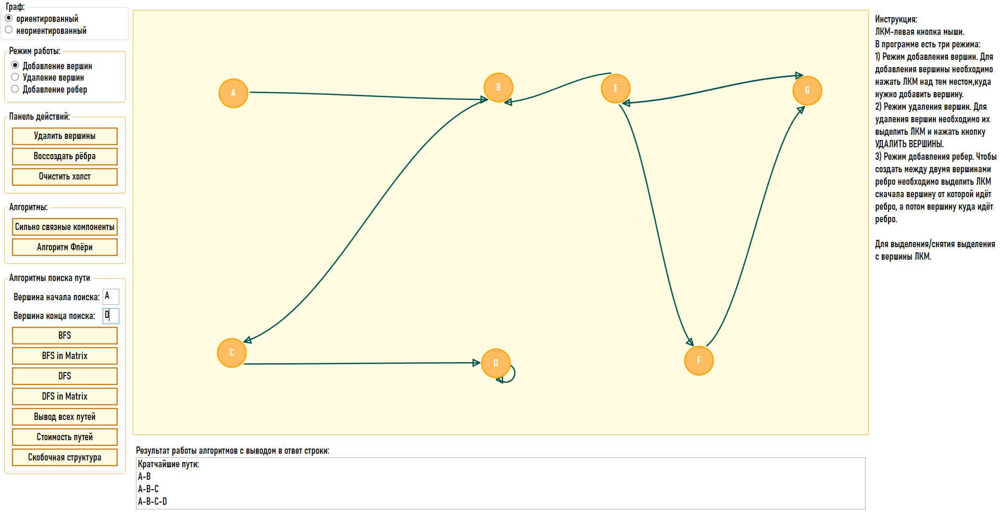 Граф:
ориентированный
неориентированный
Режим работы:
Добавление вершин
Удаление вершин
Добавление ребер
Панель действий:
Удалить вершины
Воссоздать рёбра
Очистить холст
Алгоритмы:
Сильно связные компоненты
Алгоритм Флёри
Алгоритмы поиска пути
Вершина начала поиска: A
Вершина конца поиска: D
BFS
BFS in Matrix
DFS
DFS in Matrix
Вывод всех путей
Стоимость путей
Скобочная структура
A
B
E
G
C
D
F
Результат работы алгоритмов с выводом в ответ строки:
Кратчайшие пути:
A-B
A-B-C
A-B-C-D
Инструкция:
ЛКМ-левая кнопка мыши.
В программе есть три режима:
1) Режим добавления вершин. Для
добавления вершины необходимо
нажать ЛКМ над тем местом,куда
нужно добавить вершину.
2) Режим удаления вершин. Для
удаления вершин необходимо их
выделить ЛКМ и нажать кнопку
УДАЛИТЬ ВЕРШИНЫ.
3) Режим добавления ребер. Чтобы
создать между двумя вершинами
ребро необходимо выделить ЛКМ
сначала вершину от которой идёт
ребро, а потом вершину куда идёт
ребро.
Для выделения/снятия выделения
с вершины ЛКМ.